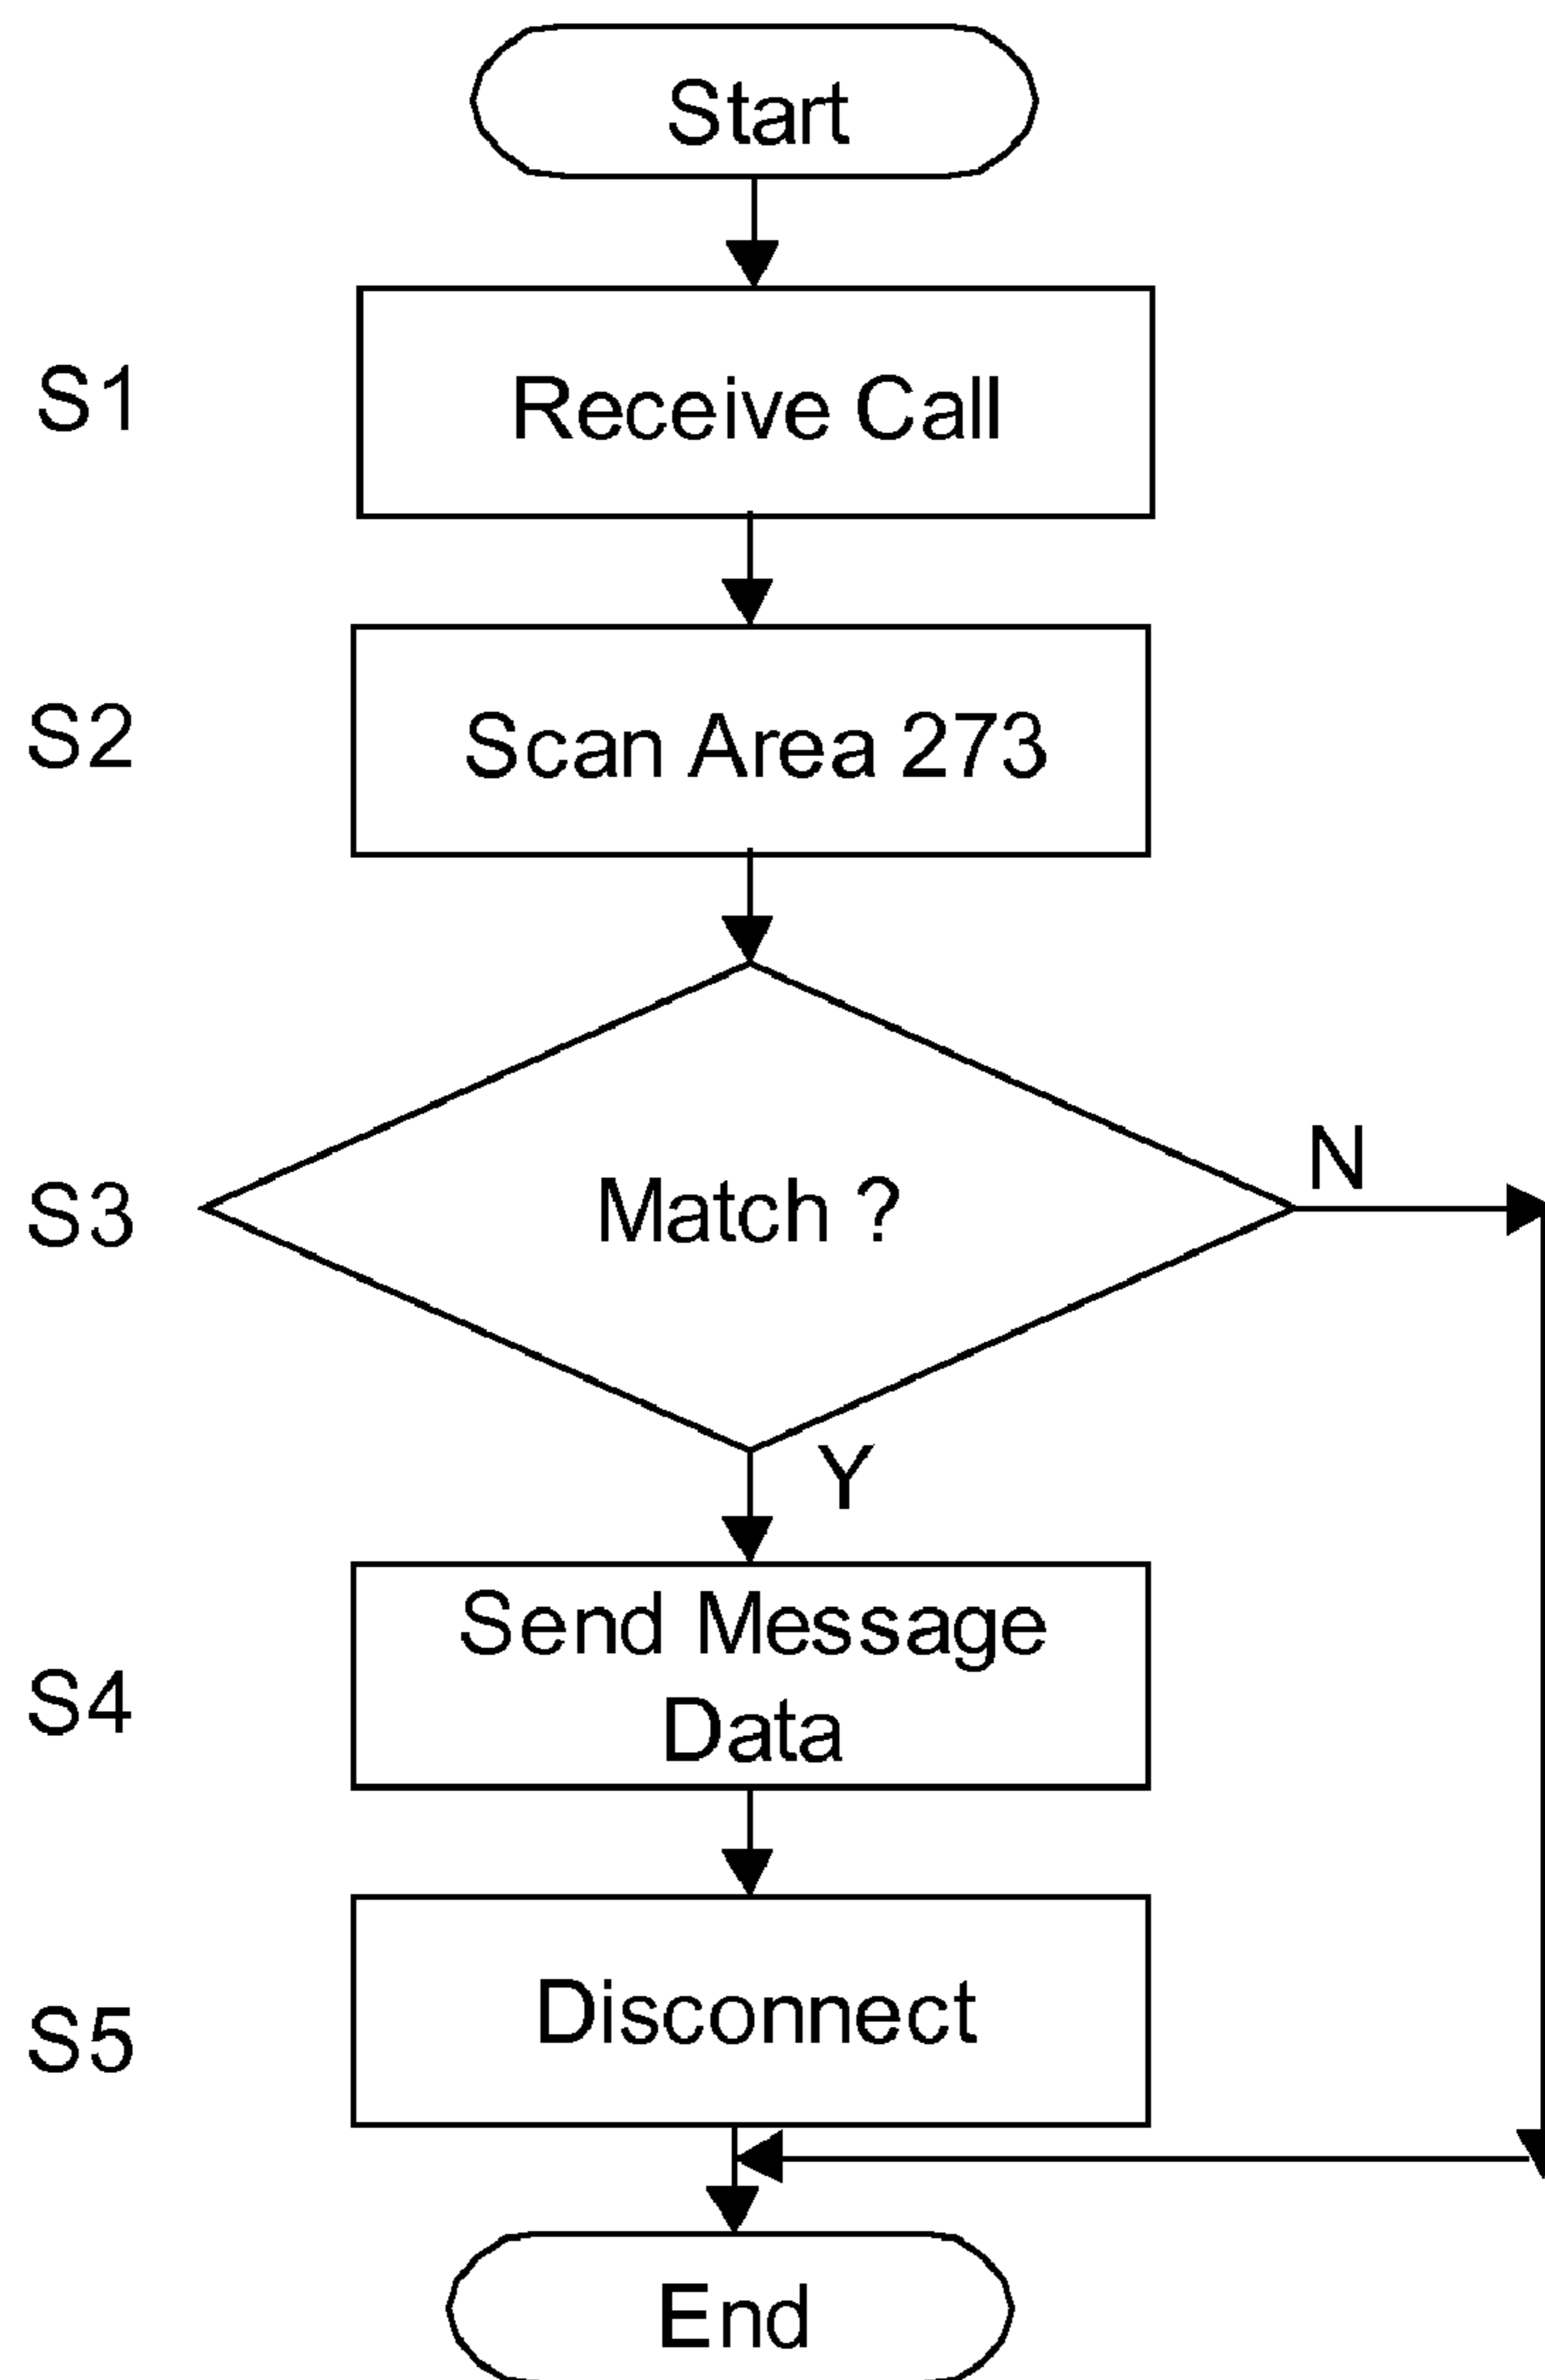 Start
S1
Receive Call
S2
Scan Area 273
S3
Match ?
N
Y
S4
Send Message
Data
S5
Disconnect
End